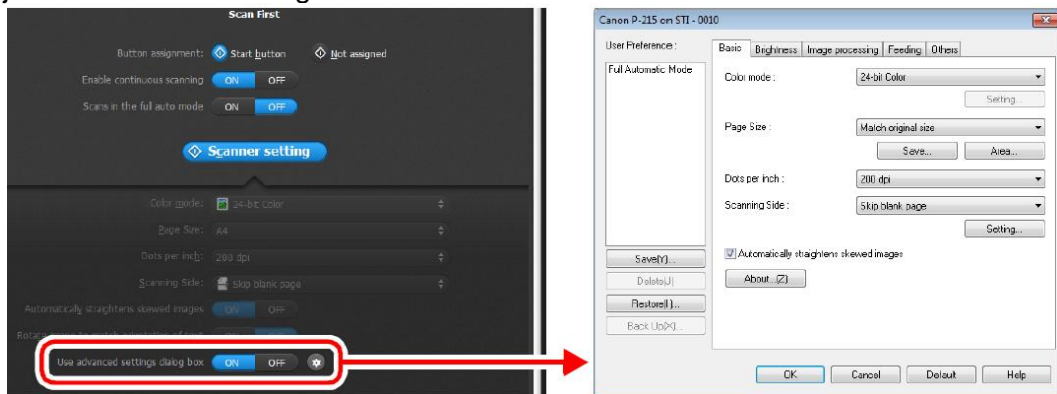 Scan First
Button assignment: Start button Not assigned
Enable continuous scanning ON OFF
Scans in the full auto mode ON OFF
Scanner setting
Color mode: 24-bit Color
Page Size: A4
Dots per inch: 200 dpi
Scanning Side: Skip blank page
Automatically straightens skewed images ON OFF
Use advanced settings dialog box ON OFF
Canon P-215 on STI - 0010
User Preference:
Full Automatic Mode
Save(Y)...
Delete(J)
Restore(I)...
Back Up(X)...
Basic Brightness Image processing Feeding Others
Color mode: 24-bit Color
Setting...
Page Size : Match original size
Save... Area...
Dots per inch : 200 dpi
Scanning Side : Skip blank page
Setting...
Automatically straightens skewed images
About...(Z)
OK Cancel Default Help